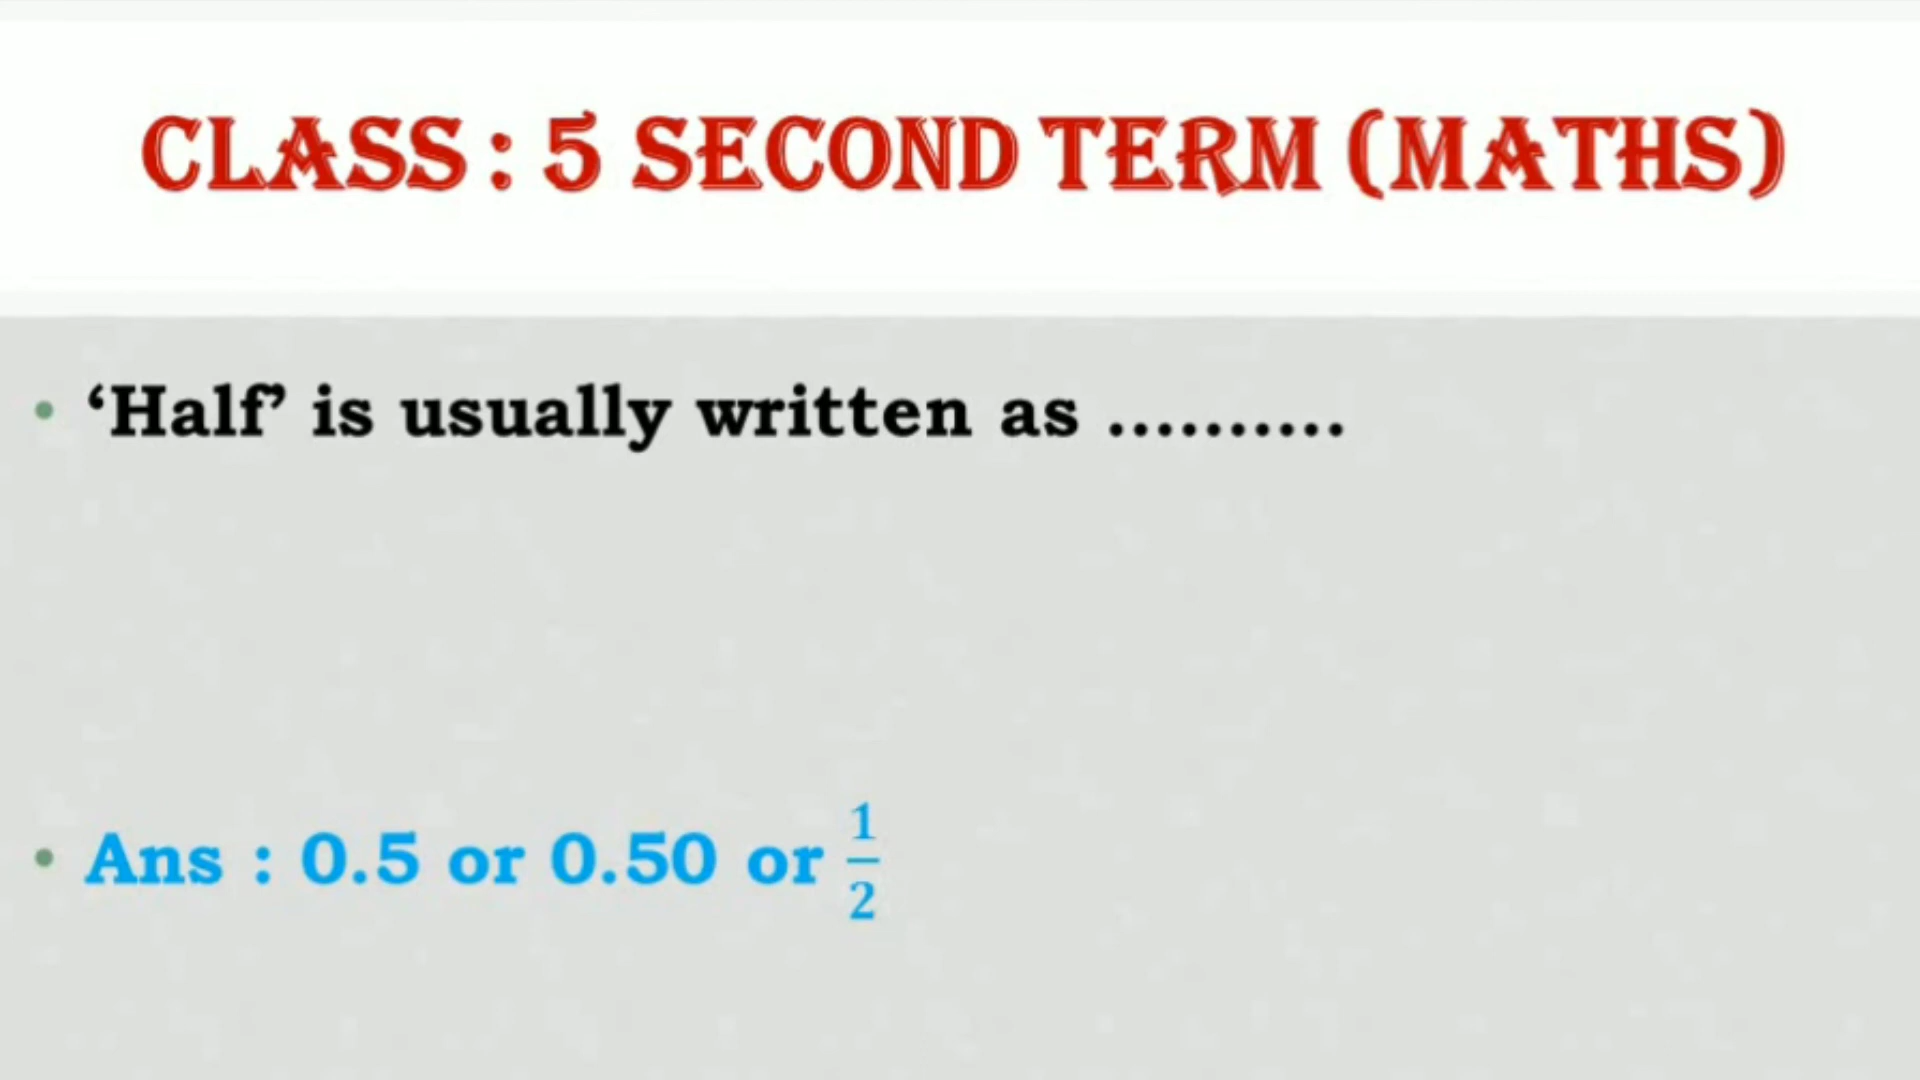 CLASS : 5 SECOND TERM (MATHS)
• ‘Half’ is usually written as ..........
• Ans : 0.5 or 0.50 or 1/2